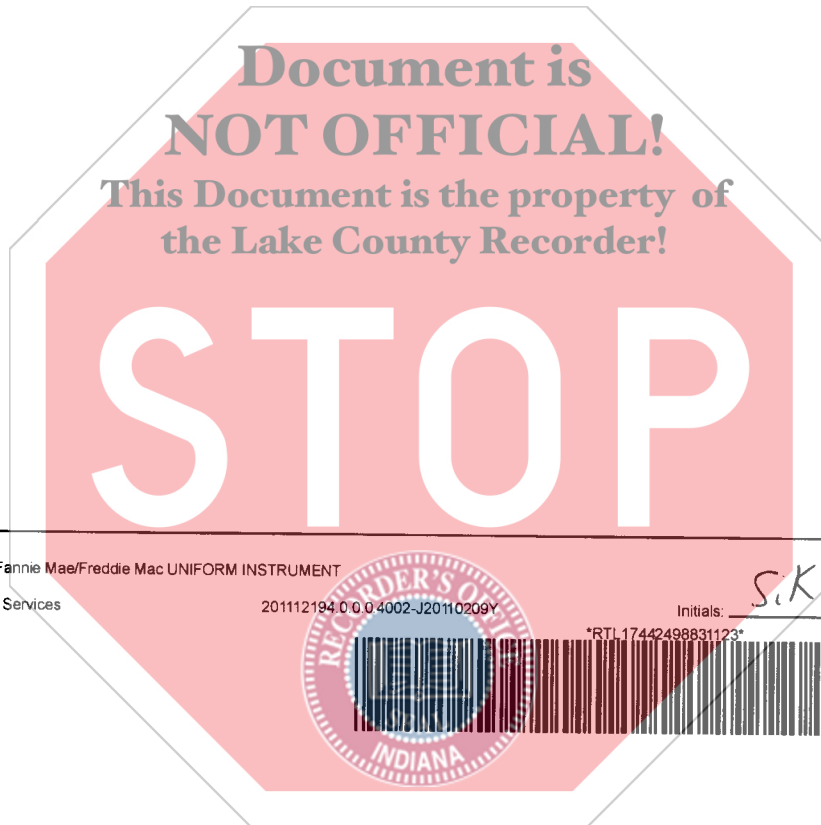 Document is
NOT OFFICIAL!
This Document is the property of
the Lake County Recorder!
STOP
Fannie Mae/Freddie Mac UNIFORM INSTRUMENT
Services
201112194.0.0.0.4002-J20110209Y
Initials: S.K
*RTL17442498831123*
RECORDER'S OFFICE
SEAL
INDIANA